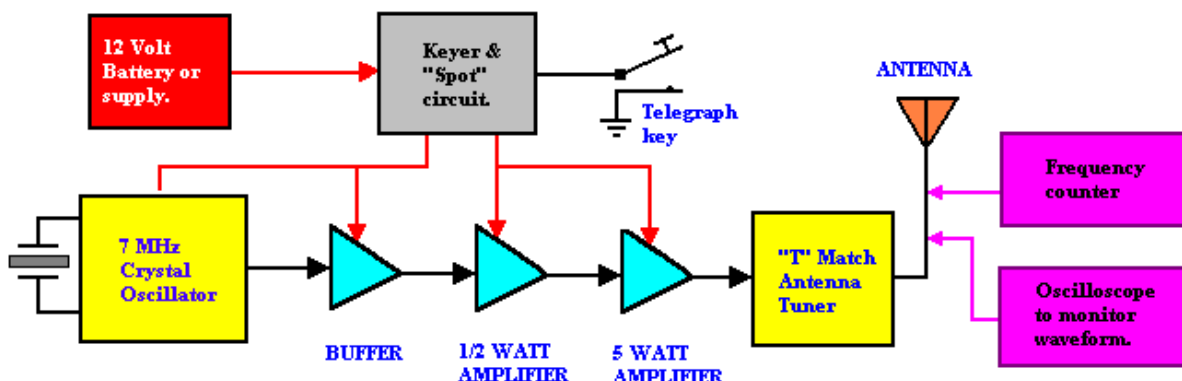 12 Volt
Battery or
supply.
Keyer &
"Spot"
circuit.
Telegraph
key
ANTENNA
Frequency
counter
7 MHz
Crystal
Oscillator
"T" Match
Antenna
Tuner
Oscilloscope
to monitor
waveform.
BUFFER
1/2 WATT
AMPLIFIER
5 WATT
AMPLIFIER